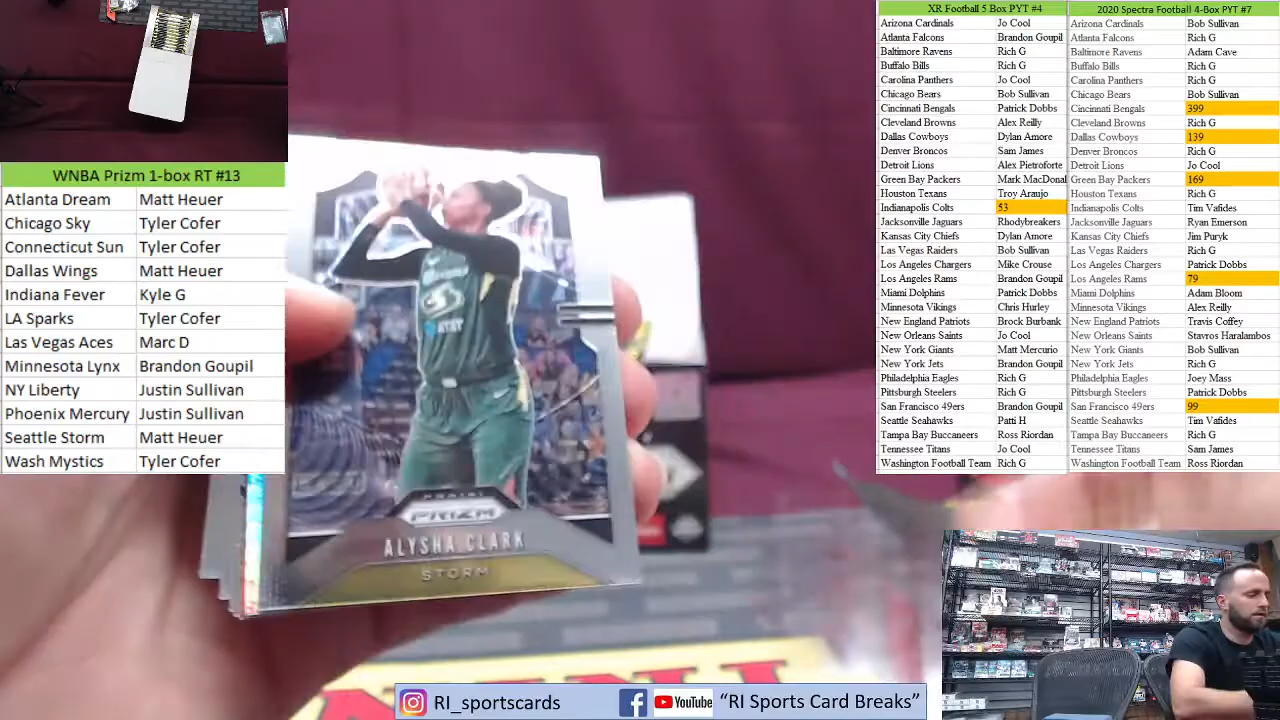 WNBA Prizm 1-box RT #13
Atlanta Dream Matt Heuer
Chicago Sky Tyler Cofer
Connecticut Sun Tyler Cofer
Dallas Wings Matt Heuer
Indiana Fever Kyle G
LA Sparks Tyler Cofer
Las Vegas Aces Marc D
Minnesota Lynx Brandon Goupil
NY Liberty Justin Sullivan
Phoenix Mercury Justin Sullivan
Seattle Storm Matt Heuer
Wash Mystics Tyler Cofer
AT&T
PANINI
PRIZM
ALYSHA CLARK
STORM
XR Football 5 Box PYT #4
Arizona Cardinals Jo Cool
Atlanta Falcons Brandon Goupil
Baltimore Ravens Rich G
Buffalo Bills Rich G
Carolina Panthers Jo Cool
Chicago Bears Bob Sullivan
Cincinnati Bengals Patrick Dobbs
Cleveland Browns Alex Reilly
Dallas Cowboys Dylan Amore
Denver Broncos Sam James
Detroit Lions Alex Pietroforte
Green Bay Packers Mark MacDonal
Houston Texans Troy Araujo
Indianapolis Colts 53
Jacksonville Jaguars Rhodybreakers
Kansas City Chiefs Dylan Amore
Las Vegas Raiders Bob Sullivan
Los Angeles Chargers Mike Crouse
Los Angeles Rams Brandon Goupil
Miami Dolphins Patrick Dobbs
Minnesota Vikings Chris Hurley
New England Patriots Brock Burbank
New Orleans Saints Jo Cool
New York Giants Matt Mercurio
New York Jets Brandon Goupil
Philadelphia Eagles Rich G
Pittsburgh Steelers Rich G
San Francisco 49ers Brandon Goupil
Seattle Seahawks Patti H
Tampa Bay Buccaneers Ross Riordan
Tennessee Titans Jo Cool
Washington Football Team Rich G
2020 Spectra Football 4-Box PYT #7
Arizona Cardinals Bob Sullivan
Atlanta Falcons Rich G
Baltimore Ravens Adam Cave
Buffalo Bills Rich G
Carolina Panthers Rich G
Chicago Bears Bob Sullivan
Cincinnati Bengals 399
Cleveland Browns Rich G
Dallas Cowboys 139
Denver Broncos Rich G
Detroit Lions Jo Cool
Green Bay Packers 169
Houston Texans Rich G
Indianapolis Colts Tim Vafides
Jacksonville Jaguars Ryan Emerson
Kansas City Chiefs Jim Puryk
Las Vegas Raiders Rich G
Los Angeles Chargers Patrick Dobbs
Los Angeles Rams 79
Miami Dolphins Adam Bloom
Minnesota Vikings Alex Reilly
New England Patriots Travis Coffey
New Orleans Saints Stavros Haralambos
New York Giants Bob Sullivan
New York Jets Rich G
Philadelphia Eagles Joey Mass
Pittsburgh Steelers Patrick Dobbs
San Francisco 49ers 99
Seattle Seahawks Tim Vafides
Tampa Bay Buccaneers Rich G
Tennessee Titans Sam James
Washington Football Team Ross Riordan
RI_sportscards
YouTube
"RI Sports Card Breaks"